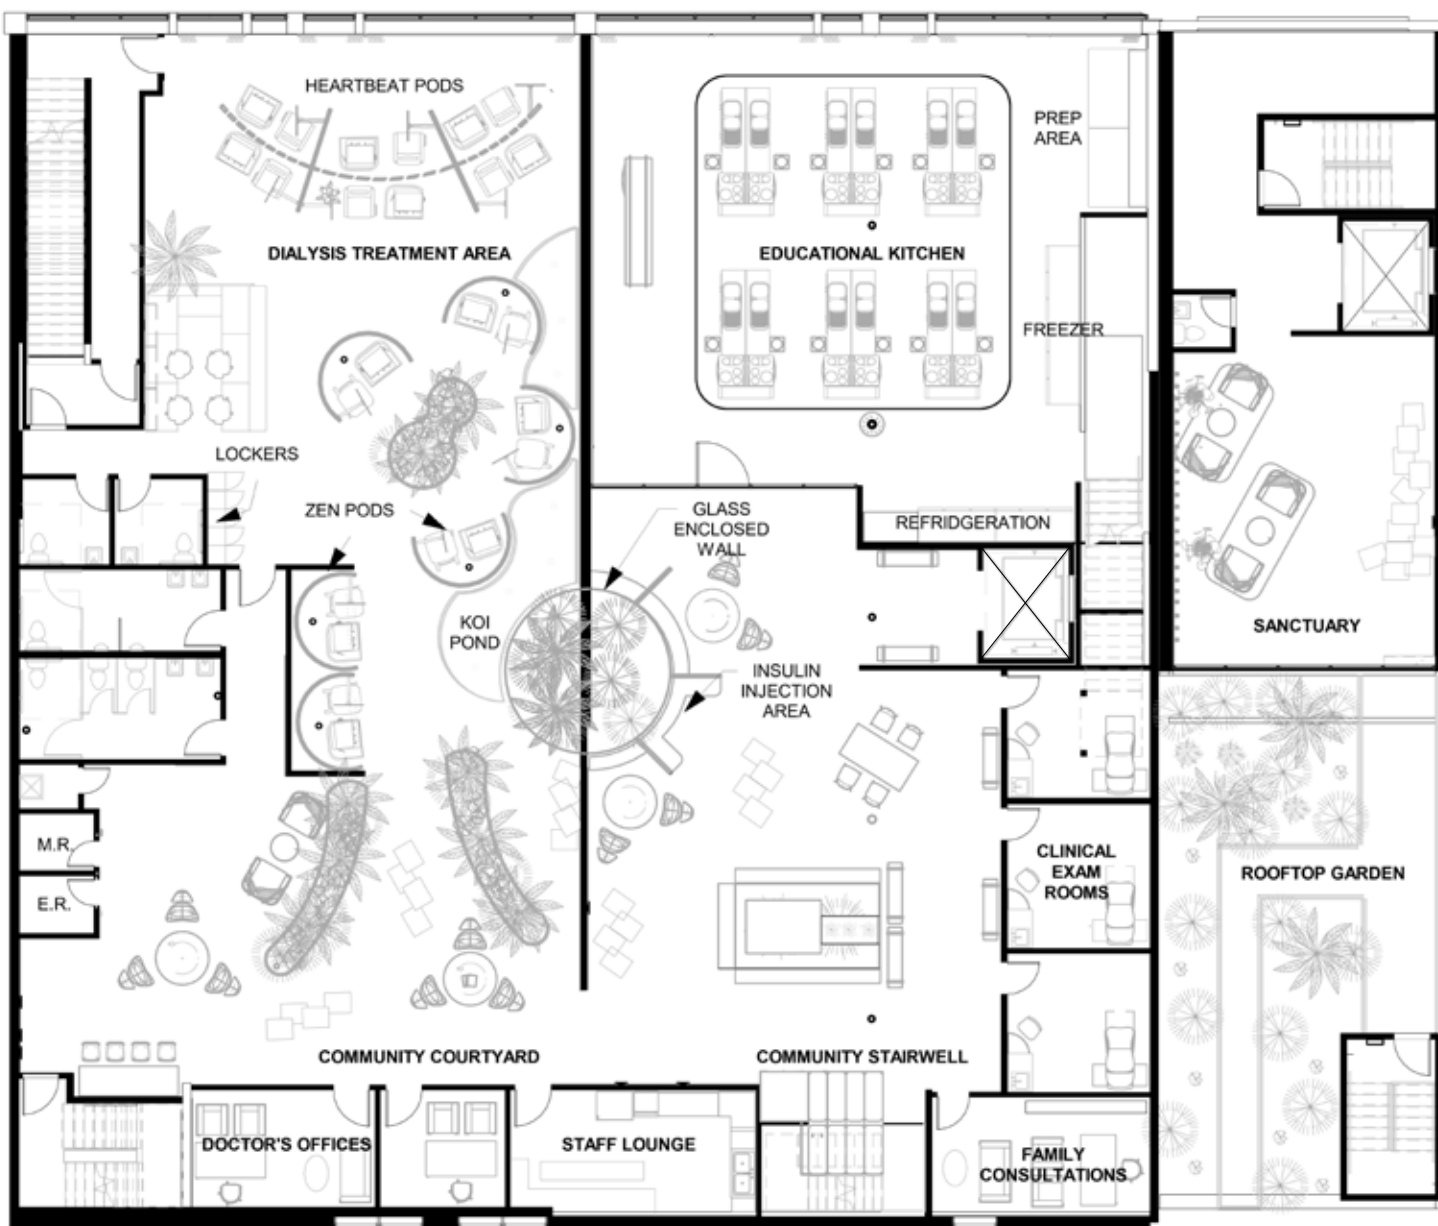 HEARTBEAT PODS
PREP
AREA
DIALYSIS TREATMENT AREA
EDUCATIONAL KITCHEN
FREEZER
LOCKERS
ZEN PODS
GLASS
ENCLOSED
WALL
REFRIDGERATION
KOI
POND
SANCTUARY
INSULIN
INJECTION
AREA
M.R.
CLINICAL
EXAM
ROOMS
ROOFTOP GARDEN
E.R.
COMMUNITY COURTYARD
COMMUNITY STAIRWELL
DOCTOR'S OFFICES
STAFF LOUNGE
FAMILY
CONSULTATIONS